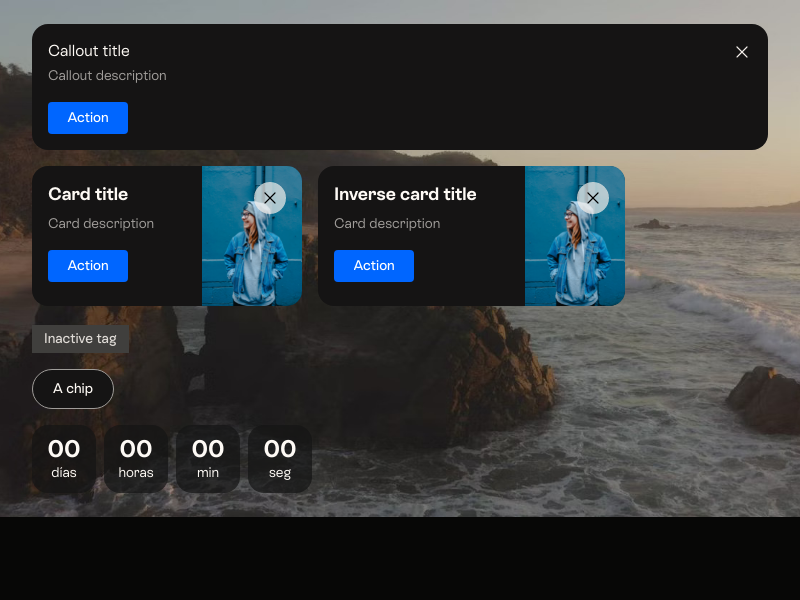 Callout title
Callout description
Action
Card title
Card description
Action
Inverse card title
Card description
Action
Inactive tag
A chip
00 00 00 00
días horas min seg